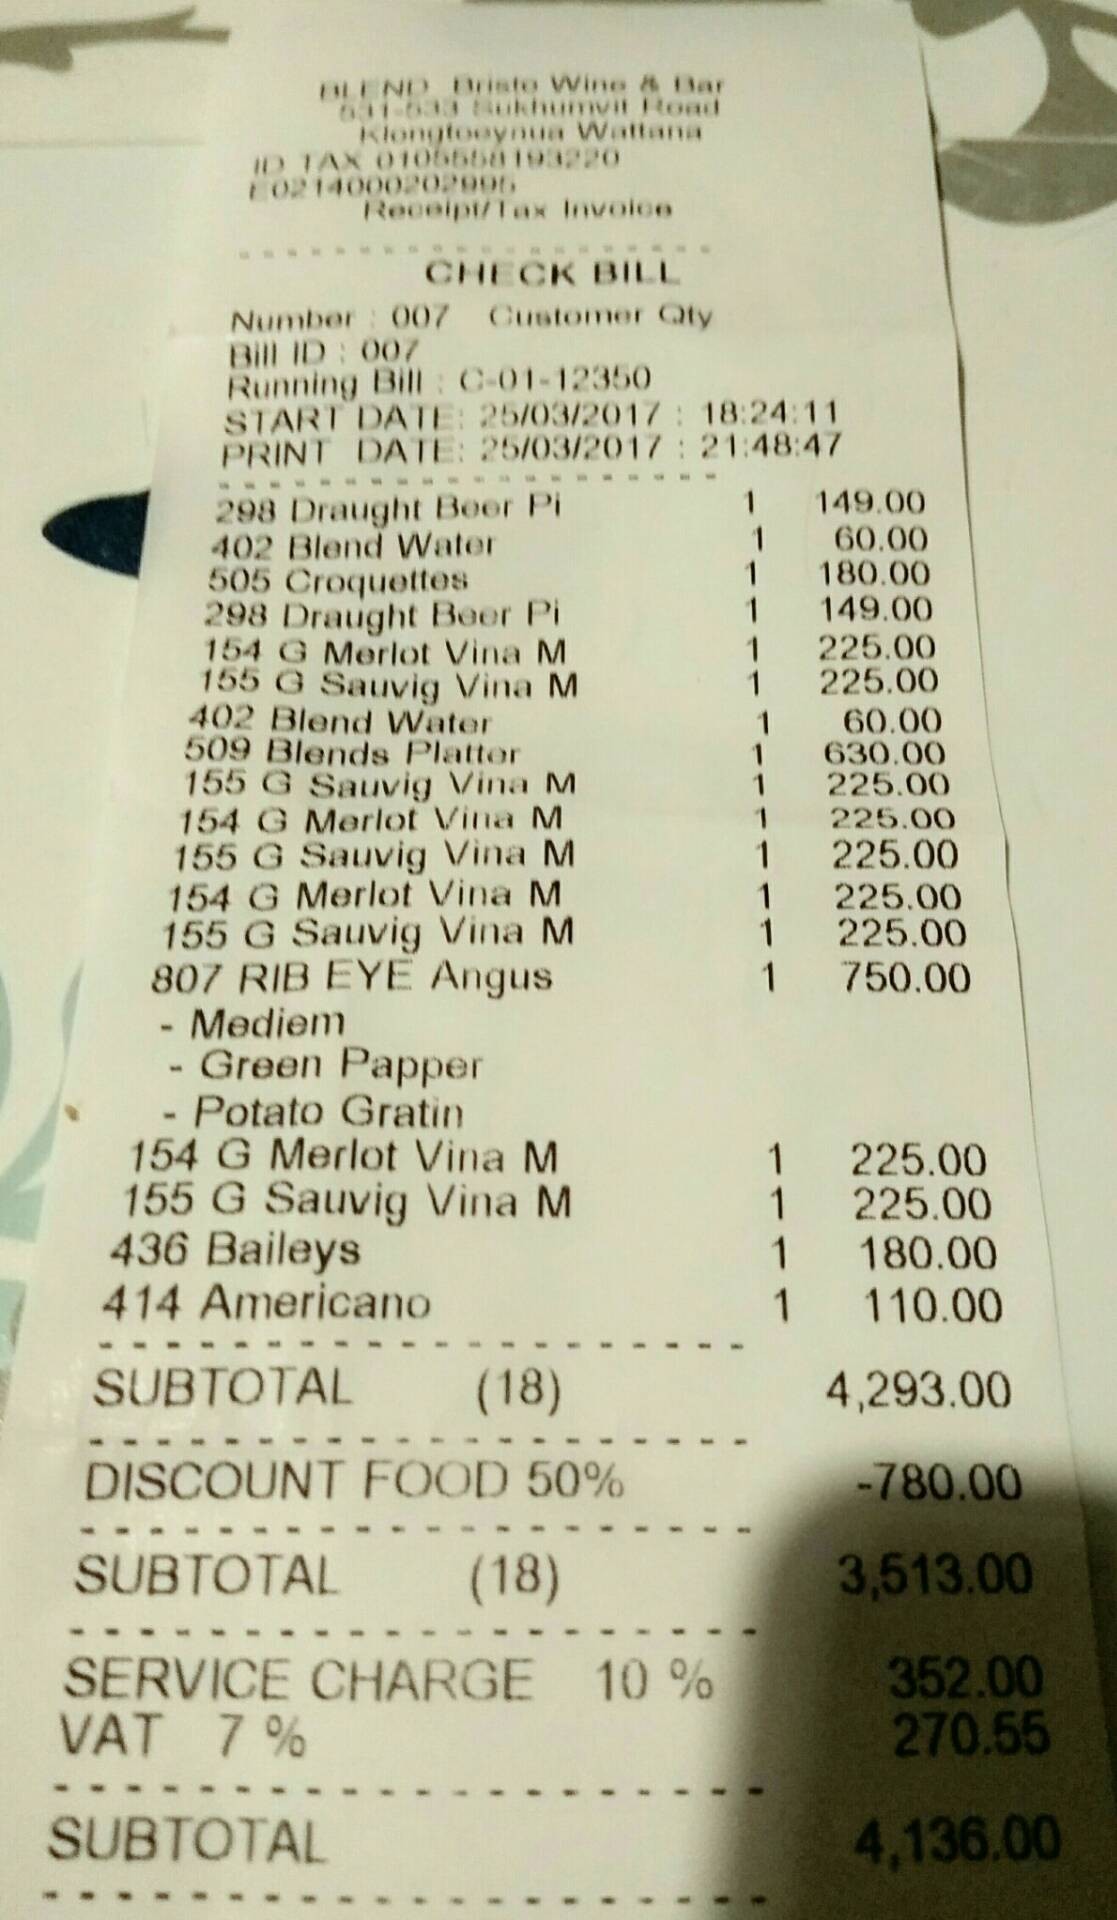 BLEND Bristo Wine & Bar
531-533 Sukhumvit Road
Klongtoeynua Wattana
ID TAX 0105558193220
E0214000202995
Receipt/Tax Invoice
CHECK BILL
Number : 007 Customer Qty
Bill ID : 007
Running Bill : C-01-12350
START DATE: 25/03/2017 : 18:24:11
PRINT DATE: 25/03/2017 : 21:48:47
298 Draught Beer Pi 1 149.00
402 Blend Water 1 60.00
505 Croquettes 1 180.00
298 Draught Beer Pi 1 149.00
154 G Merlot Vina M 1 225.00
155 G Sauvig Vina M 1 225.00
402 Blend Water 1 60.00
509 Blends Platter 1 630.00
155 G Sauvig Vina M 1 225.00
154 G Merlot Vina M 1 225.00
155 G Sauvig Vina M 1 225.00
154 G Merlot Vina M 1 225.00
155 G Sauvig Vina M 1 225.00
807 RIB EYE Angus 1 750.00
- Mediem
- Green Papper
- Potato Gratin
154 G Merlot Vina M 1 225.00
155 G Sauvig Vina M 1 225.00
436 Baileys 1 180.00
414 Americano 1 110.00
SUBTOTAL (18) 4,293.00
DISCOUNT FOOD 50% -780.00
SUBTOTAL (18) 3,513.00
SERVICE CHARGE 10 % 352.00
VAT 7 % 270.55
SUBTOTAL 4,136.00